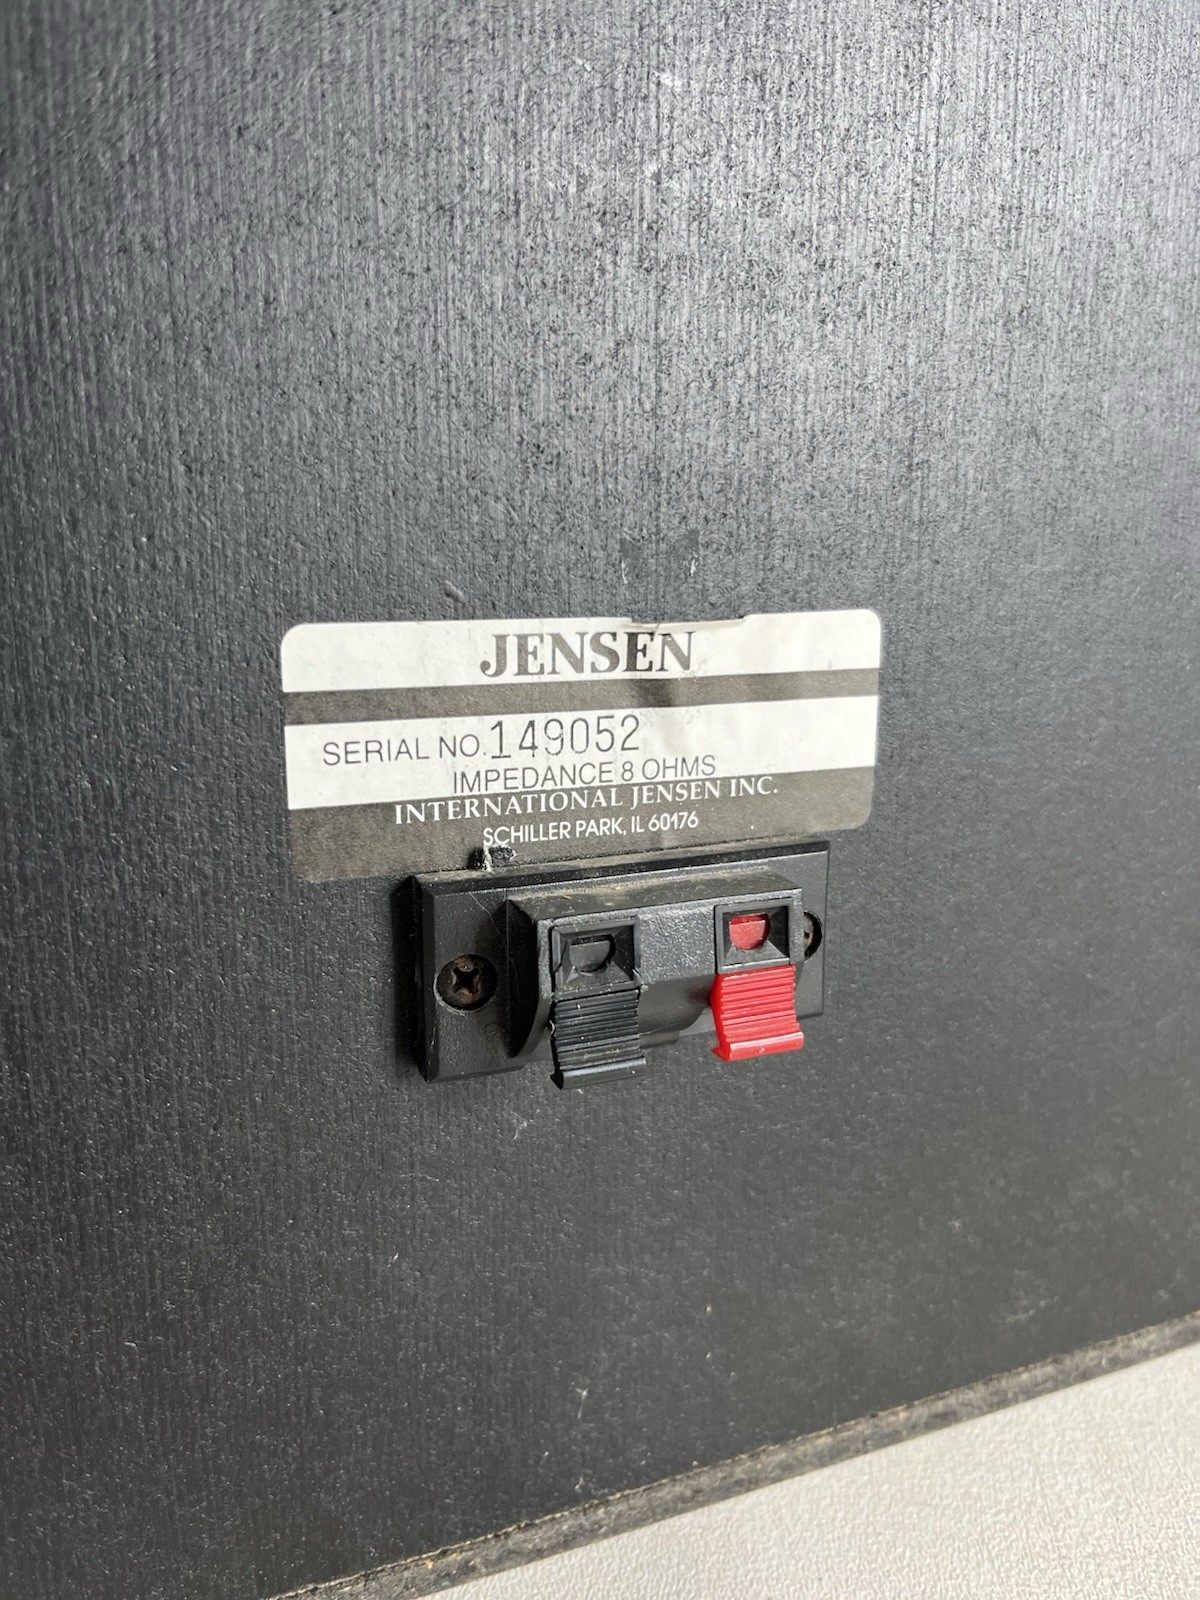 JENSEN
SERIAL NO. 149052
IMPEDANCE 8 OHMS
INTERNATIONAL JENSEN INC.
SCHILLER PARK, IL 60176